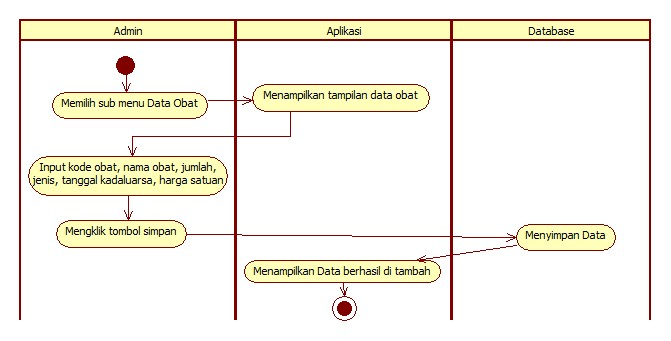 Admin
Aplikasi
Database
Memilih sub menu Data Obat
Menampilkan tampilan data obat
Input kode obat, nama obat, jumlah,
jenis, tanggal kadaluarsa, harga satuan
Mengklik tombol simpan
Menyimpan Data
Menampilkan Data berhasil di tambah